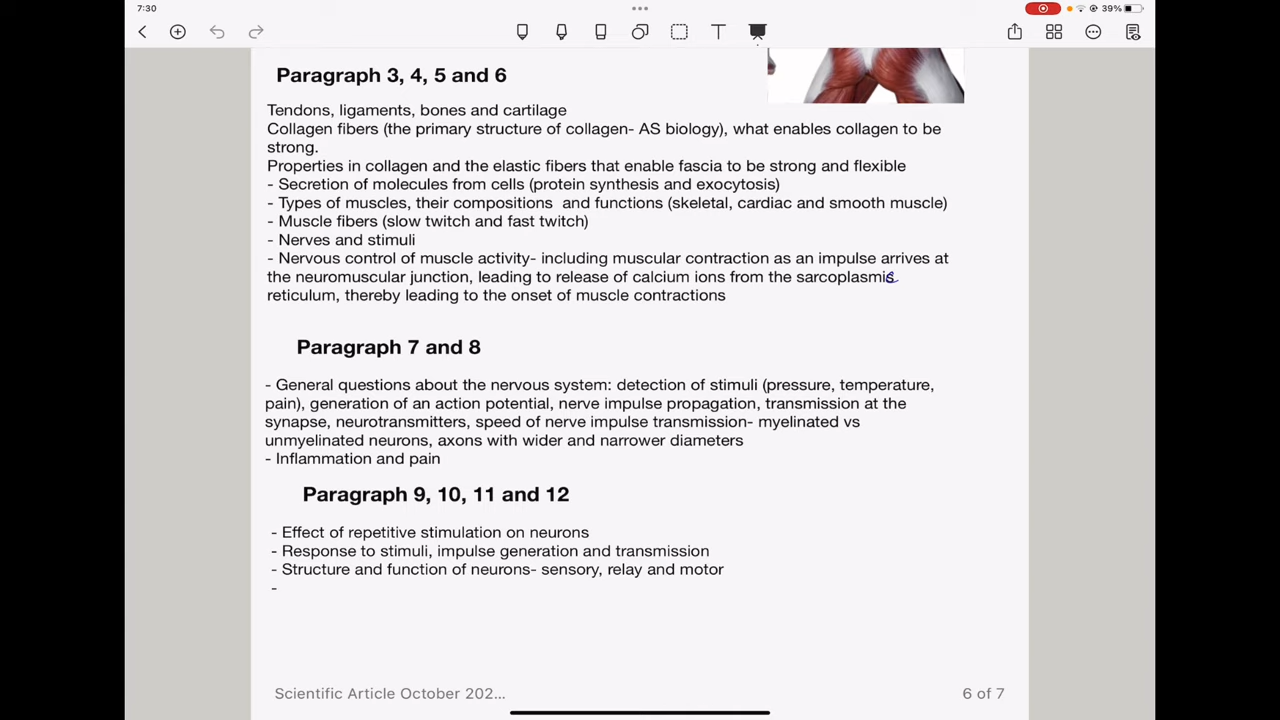 7:30
39%
T
Paragraph 3, 4, 5 and 6
Tendons, ligaments, bones and cartilage
Collagen fibers (the primary structure of collagen- AS biology), what enables collagen to be
strong.
Properties in collagen and the elastic fibers that enable fascia to be strong and flexible
- Secretion of molecules from cells (protein synthesis and exocytosis)
- Types of muscles, their compositions and functions (skeletal, cardiac and smooth muscle)
- Muscle fibers (slow twitch and fast twitch)
- Nerves and stimuli
- Nervous control of muscle activity- including muscular contraction as an impulse arrives at
the neuromuscular junction, leading to release of calcium ions from the sarcoplasmic
reticulum, thereby leading to the onset of muscle contractions
Paragraph 7 and 8
- General questions about the nervous system: detection of stimuli (pressure, temperature,
pain), generation of an action potential, nerve impulse propagation, transmission at the
synapse, neurotransmitters, speed of nerve impulse transmission- myelinated vs
unmyelinated neurons, axons with wider and narrower diameters
- Inflammation and pain
Paragraph 9, 10, 11 and 12
- Effect of repetitive stimulation on neurons
- Response to stimuli, impulse generation and transmission
- Structure and function of neurons- sensory, relay and motor
-
Scientific Article October 202...
6 of 7